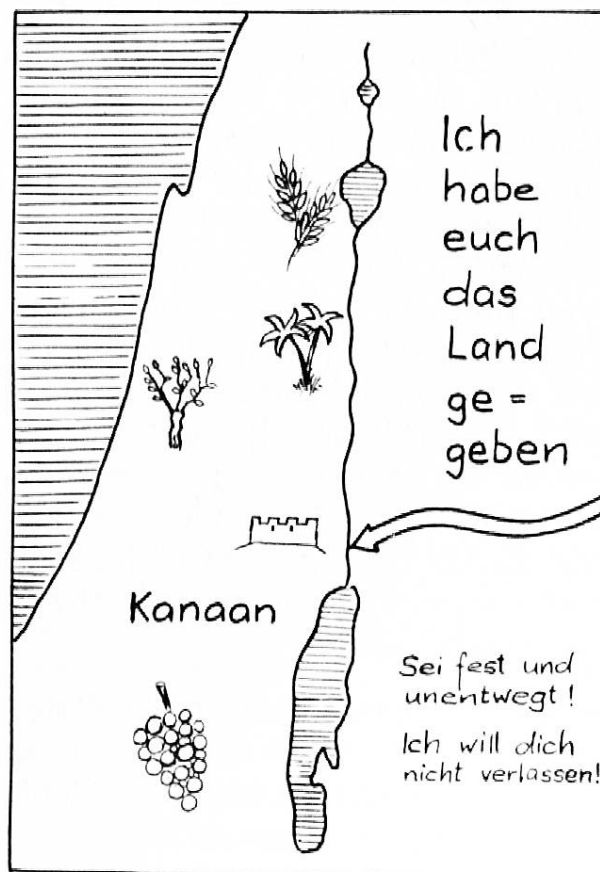 Ich
habe
euch
das
Land
ge =
geben
Kanaan
Sei fest und
unentwegt!
Ich will dich
nicht verlassen!